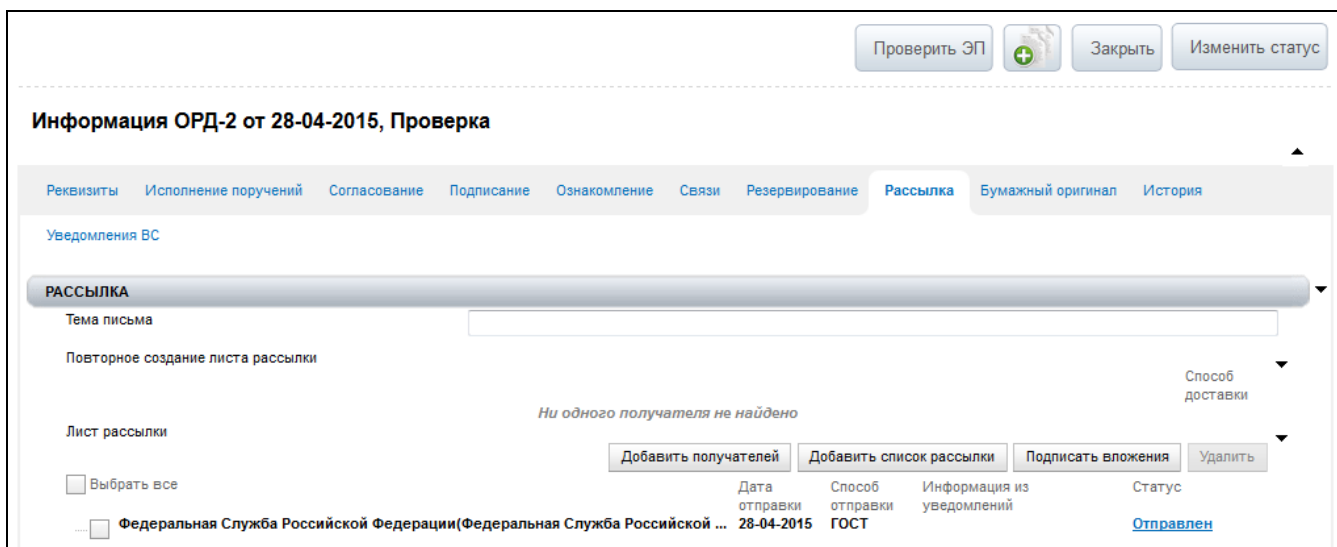 Проверить ЭП Закрыть Изменить статус
Информация ОРД-2 от 28-04-2015, Проверка
Реквизиты Исполнение поручений Согласование Подписание Ознакомление Связи Резервирование Рассылка Бумажный оригинал История
Уведомления ВС
РАССЫЛКА
Тема письма
Повторное создание листа рассылки
Способ
доставки
Ни одного получателя не найдено
Лист рассылки
Добавить получателей Добавить список рассылки Подписать вложения Удалить
Выбрать все Дата Способ Информация из Статус
отправки отправки уведомлений
Федеральная Служба Российской Федерации(Федеральная Служба Российской ... 28-04-2015 ГОСТ Отправлен